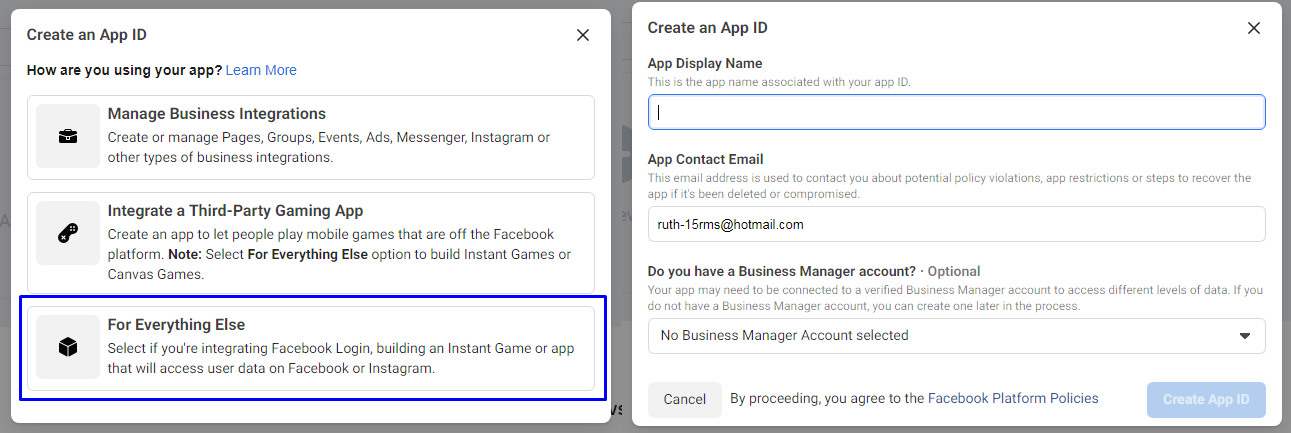 Create an App ID
How are you using your app? Learn More
Manage Business Integrations
Create or manage Pages, Groups, Events, Ads, Messenger, Instagram or
other types of business integrations.
Integrate a Third-Party Gaming App
Create an app to let people play mobile games that are off the Facebook
platform. Note: Select For Everything Else option to build Instant Games or
Canvas Games.
For Everything Else
Select if you're integrating Facebook Login, building an Instant Game or app
that will access user data on Facebook or Instagram.
Create an App ID
App Display Name
This is the app name associated with your app ID.
App Contact Email
This email address is used to contact you about potential policy violations, app restrictions or steps to recover the
app if it's been deleted or compromised.
ruth-15rms@hotmail.com
Do you have a Business Manager account? · Optional
Your app may need to be connected to a verified Business Manager account to access different levels of data. If you
do not have a Business Manager account, you can create one later in the process.
No Business Manager Account selected
Cancel
By proceeding, you agree to the Facebook Platform Policies
Create App ID